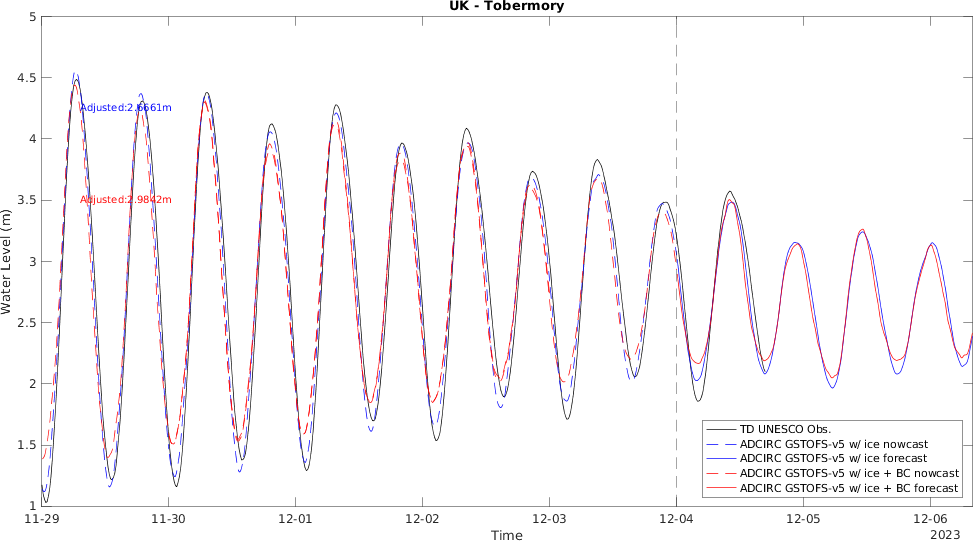 UK - Tobermory
5
4.5
4
3.5
3
2.5
2
1.5
1
Water Level (m)
Adjusted:2.6661m
Adjusted:2.9842m
TD UNESCO Obs.
ADCIRC GSTOFS-v5 w/ ice nowcast
ADCIRC GSTOFS-v5 w/ ice forecast
ADCIRC GSTOFS-v5 w/ ice + BC nowcast
ADCIRC GSTOFS-v5 w/ ice + BC forecast
11-29 11-30 12-01 12-02 12-03 12-04 12-05 12-06
Time 2023